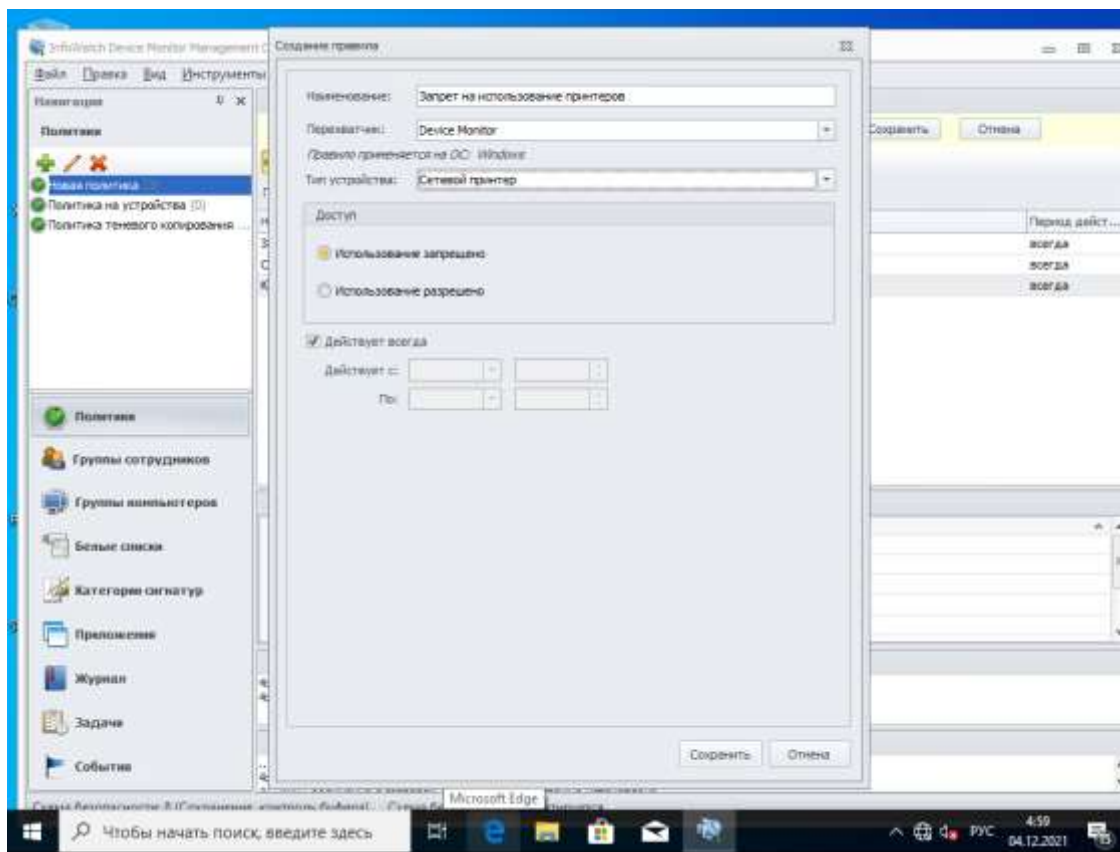 InfoWatch Device Monitor Management
Создание правила
Файл Правка Вид Инструменты
Навигация
Политики
Новая политика
Политика на устройства (0)
Политика теневого копирования ...
Политики
Группы сотрудников
Группы компьютеров
Белые списки
Категории сигнатур
Приложения
Журнал
Задачи
События
Наименование: Запрет на использование принтеров
Перехватчик: Device Monitor
Правило применяется на ОС: Windows
Тип устройства: Сетевой принтер
Доступ
Использование запрещено
Использование разрешено
Действует всегда
Действует с:
По:
Сохранить Отмена
Сохранить Отмена
Период дейст...
всегда
всегда
всегда
Microsoft Edge
Чтобы начать поиск, введите здесь
РУС
4:59
04.12.2021